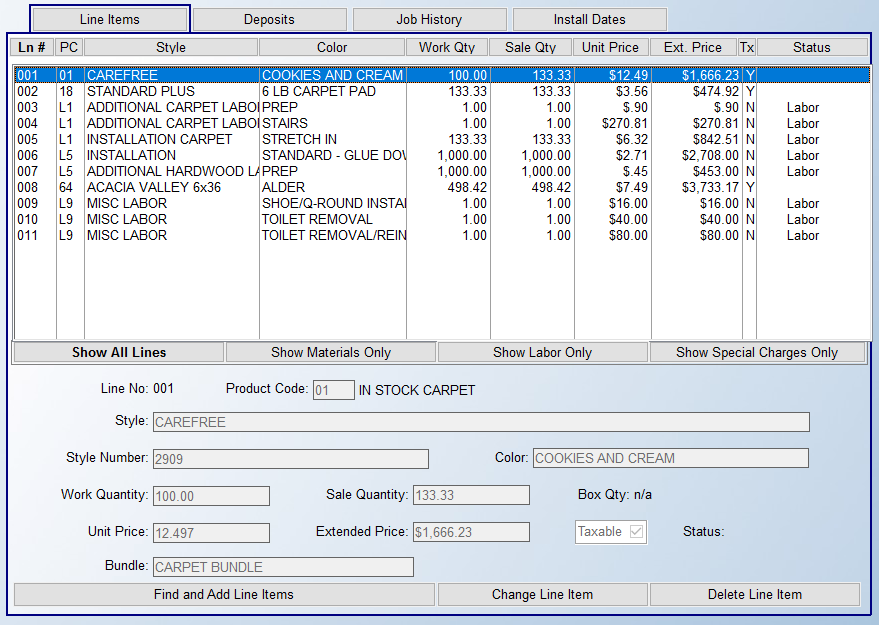 Line Items Deposits Job History Install Dates
Ln # PC Style Color Work Qty Sale Qty Unit Price Ext. Price Tx Status
001 01 CAREFREE COOKIES AND CREAM 100.00 133.33 $12.49 $1,666.23 Y
002 18 STANDARD PLUS 6 LB CARPET PAD 133.33 133.33 $3.56 $474.92 Y
003 L1 ADDITIONAL CARPET LABO PREP 1.00 1.00 $.90 $.90 N Labor
004 L1 ADDITIONAL CARPET LABO STAIRS 1.00 1.00 $270.81 $270.81 N Labor
005 L1 INSTALLATION CARPET STRETCH IN 133.33 133.33 $6.32 $842.51 N Labor
006 L5 INSTALLATION STANDARD - GLUE DOW 1,000.00 1,000.00 $2.71 $2,708.00 N Labor
007 L5 ADDITIONAL HARDWOOD LA PREP 1,000.00 1,000.00 $.45 $453.00 N Labor
008 64 ACACIA VALLEY 6x36 ALDER 498.42 498.42 $7.49 $3,733.17 Y
009 L9 MISC LABOR SHOE/Q-ROUND INSTAL 1.00 1.00 $16.00 $16.00 N Labor
010 L9 MISC LABOR TOILET REMOVAL 1.00 1.00 $40.00 $40.00 N Labor
011 L9 MISC LABOR TOILET REMOVAL/REIN 1.00 1.00 $80.00 $80.00 N Labor
Show All Lines Show Materials Only Show Labor Only Show Special Charges Only
Line No: 001 Product Code: 01 IN STOCK CARPET
Style: CAREFREE
Style Number: 2909 Color: COOKIES AND CREAM
Work Quantity: 100.00 Sale Quantity: 133.33 Box Qty: n/a
Unit Price: 12.497 Extended Price: $1,666.23 Taxable Status:
Bundle: CARPET BUNDLE
Find and Add Line Items Change Line Item Delete Line Item